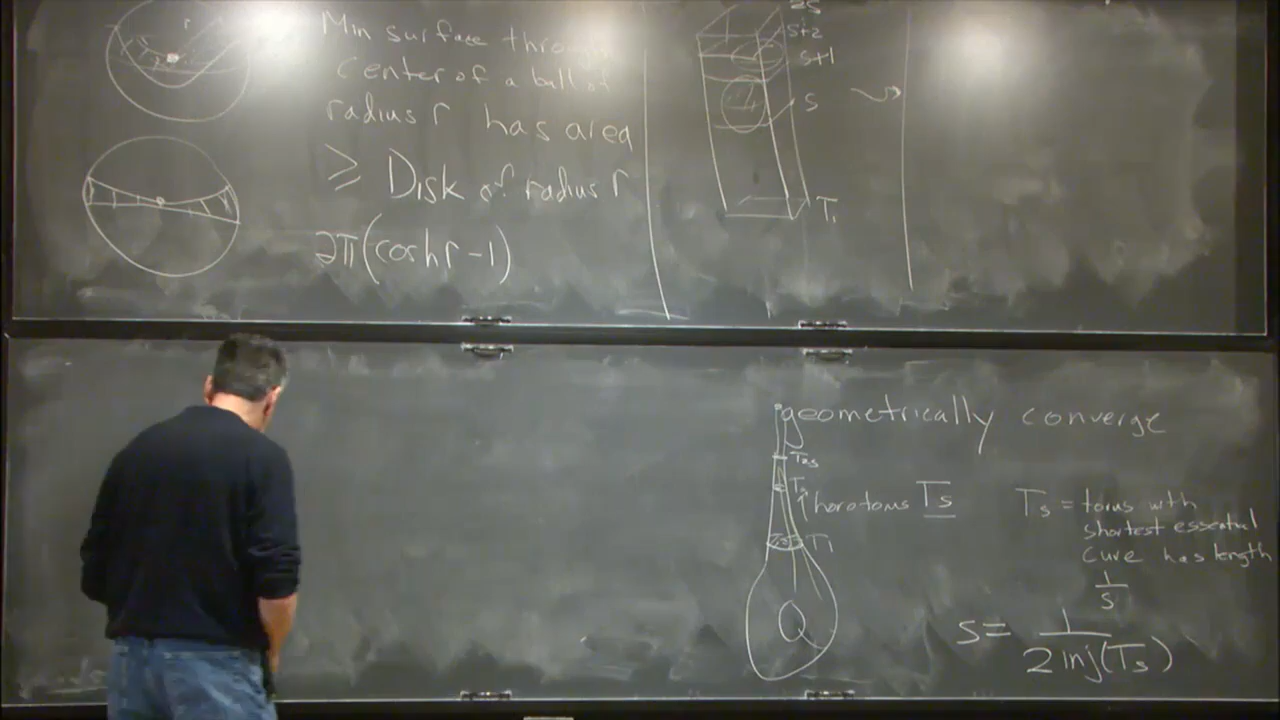 r
Min surface through
center of a ball of
radius r has area
≥ Disk of radius r
2π(cosh r - 1)
2s
s+2
s+1
s
T₁
geometrically converge
T₂ₛ
Tₛ
horotorus Tₛ
T₁
Tₛ = torus with
shortest essential
curve has length
1/s
s = 1/(2 inj(Tₛ))